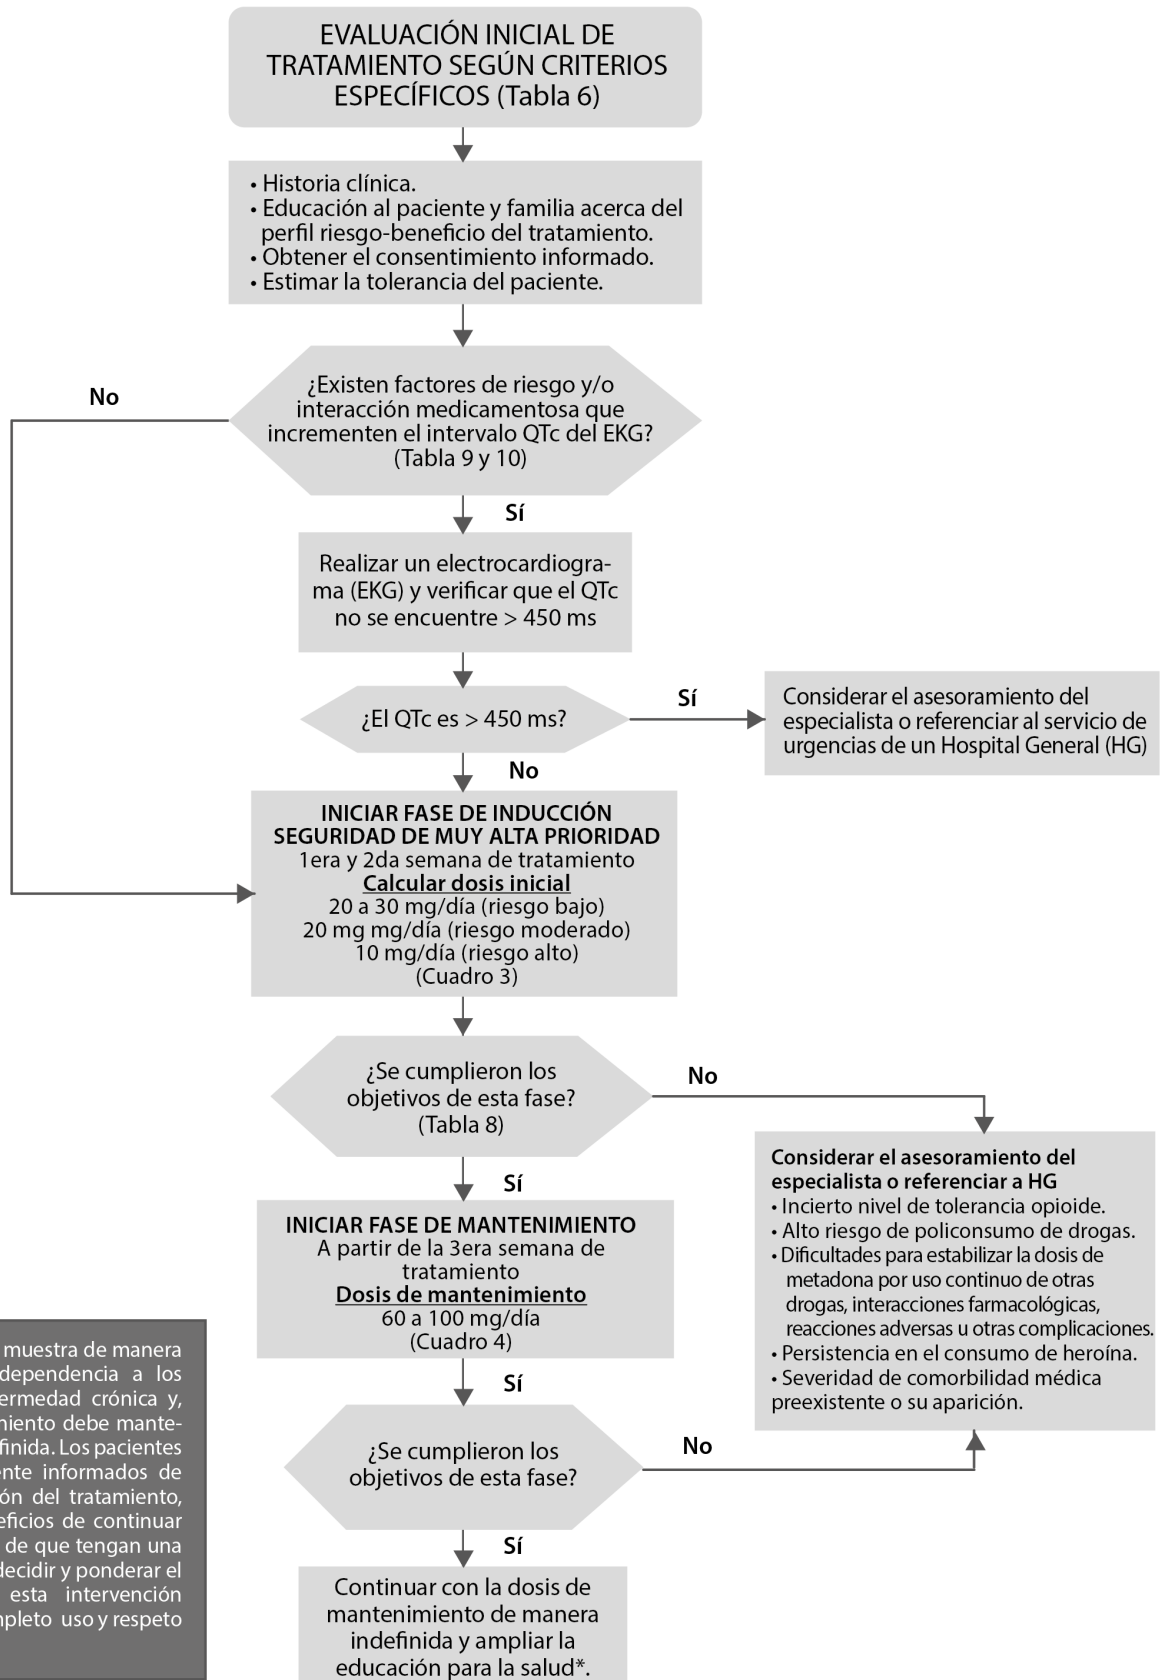 EVALUACIÓN INICIAL DE
TRATAMIENTO SEGÚN CRITERIOS
ESPECÍFICOS (Tabla 6)
• Historia clínica.
• Educación al paciente y familia acerca del
perfil riesgo-beneficio del tratamiento.
• Obtener el consentimiento informado.
• Estimar la tolerancia del paciente.
No
¿Existen factores de riesgo y/o
interacción medicamentosa que
incrementen el intervalo QTc del EKG?
(Tabla 9 y 10)
Sí
Realizar un electrocardiogra-
ma (EKG) y verificar que el QTc
no se encuentre > 450 ms
¿El QTc es > 450 ms?
Sí
Considerar el asesoramiento del
especialista o referenciar al servicio de
urgencias de un Hospital General (HG)
No
INICIAR FASE DE INDUCCIÓN
SEGURIDAD DE MUY ALTA PRIORIDAD
1era y 2da semana de tratamiento
Calcular dosis inicial
20 a 30 mg/día (riesgo bajo)
20 mg mg/día (riesgo moderado)
10 mg/día (riesgo alto)
(Cuadro 3)
¿Se cumplieron los
objetivos de esta fase?
(Tabla 8)
No
Considerar el asesoramiento del
especialista o referenciar a HG
• Incierto nivel de tolerancia opioide.
• Alto riesgo de policonsumo de drogas.
• Dificultades para estabilizar la dosis de
metadona por uso continuo de otras
drogas, interacciones farmacológicas,
reacciones adversas u otras complicaciones.
• Persistencia en el consumo de heroína.
• Severidad de comorbilidad médica
preexistente o su aparición.
Sí
INICIAR FASE DE MANTENIMIENTO
A partir de la 3era semana de
tratamiento
Dosis de mantenimiento
60 a 100 mg/día
(Cuadro 4)
Sí
¿Se cumplieron los
objetivos de esta fase?
No
Sí
Continuar con la dosis de
mantenimiento de manera
indefinida y ampliar la
educación para la salud*.
muestra de manera
dependencia a los
fermedad crónica y,
miento debe mante-
finida. Los pacientes
ente informados de
ón del tratamiento,
eficios de continuar
de que tengan una
decidir y ponderar el
esta intervención
mpleto uso y respeto